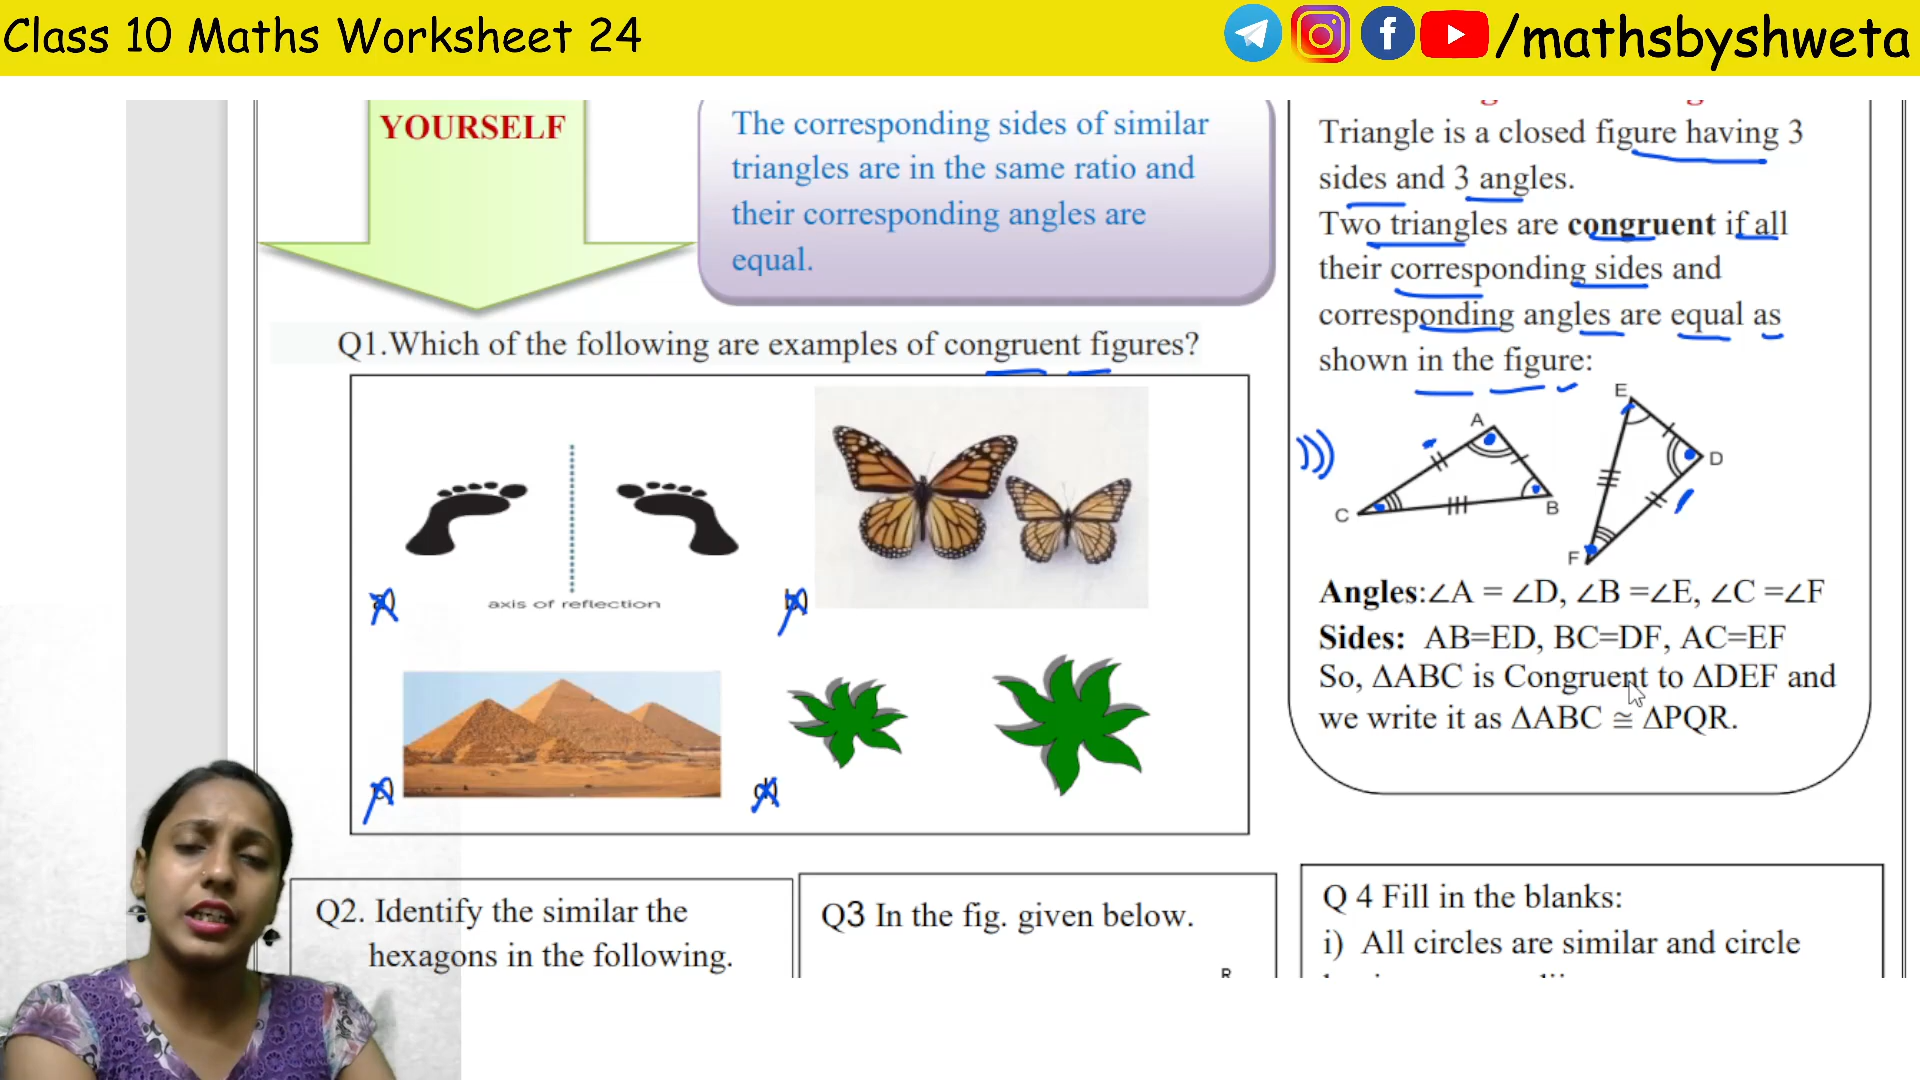 Class 10 Maths Worksheet 24
/mathsbyshweta
YOURSELF
The corresponding sides of similar
triangles are in the same ratio and
their corresponding angles are
equal.
Triangle is a closed figure having 3
sides and 3 angles.
Two triangles are congruent if all
their corresponding sides and
corresponding angles are equal as
shown in the figure:
E
A
D
C
B
F
Angles:∠A = ∠D, ∠B =∠E, ∠C =∠F
Sides: AB=ED, BC=DF, AC=EF
So, ΔABC is Congruent to ΔDEF and
we write it as ΔABC ≅ ΔPQR.
Q1.Which of the following are examples of congruent figures?
a)
axis of reflection
b)
c)
d)
Q2. Identify the similar the
hexagons in the following.
Q3 In the fig. given below.
R
Q 4 Fill in the blanks:
i) All circles are similar and circle